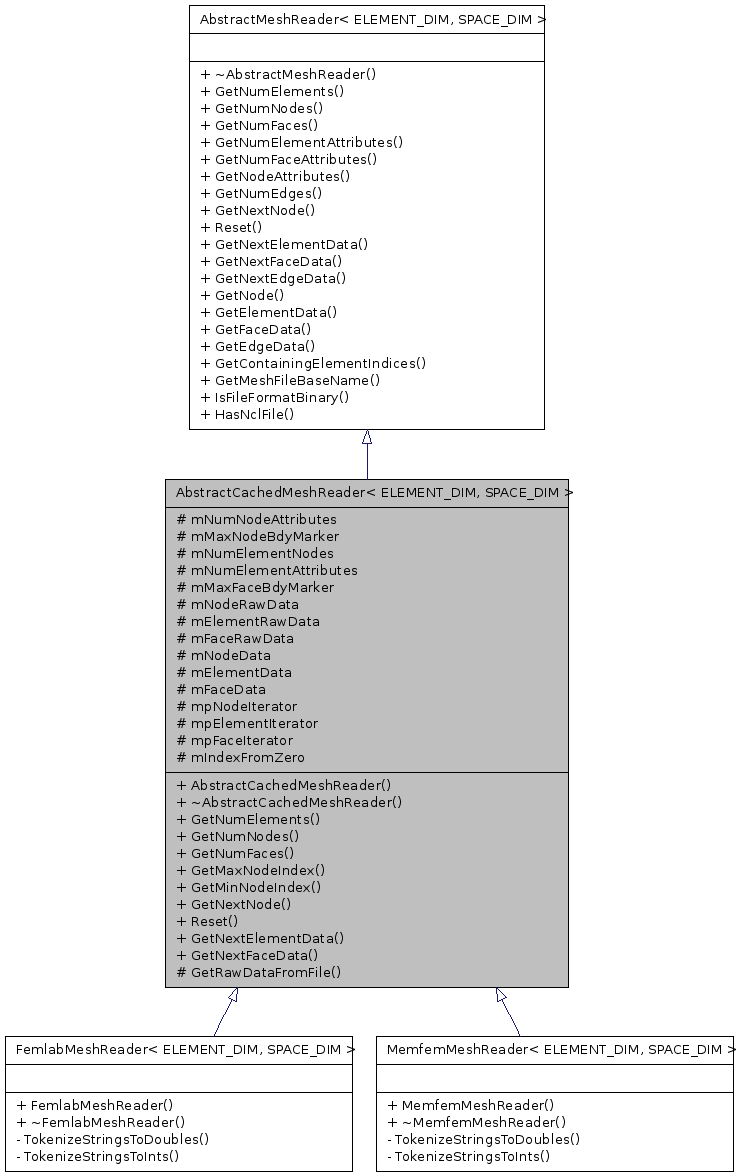 AbstractMeshReader< ELEMENT_DIM, SPACE_DIM >
+ ~AbstractMeshReader()
+ GetNumElements()
+ GetNumNodes()
+ GetNumFaces()
+ GetNumElementAttributes()
+ GetNumFaceAttributes()
+ GetNodeAttributes()
+ GetNumEdges()
+ GetNextNode()
+ Reset()
+ GetNextElementData()
+ GetNextFaceData()
+ GetNextEdgeData()
+ GetNode()
+ GetElementData()
+ GetFaceData()
+ GetEdgeData()
+ GetContainingElementIndices()
+ GetMeshFileBaseName()
+ IsFileFormatBinary()
+ HasNclFile()
AbstractCachedMeshReader< ELEMENT_DIM, SPACE_DIM >
# mNumNodeAttributes
# mMaxNodeBdyMarker
# mNumElementNodes
# mNumElementAttributes
# mMaxFaceBdyMarker
# mNodeRawData
# mElementRawData
# mFaceRawData
# mNodeData
# mElementData
# mFaceData
# mpNodeIterator
# mpElementIterator
# mpFaceIterator
# mIndexFromZero
+ AbstractCachedMeshReader()
+ ~AbstractCachedMeshReader()
+ GetNumElements()
+ GetNumNodes()
+ GetNumFaces()
+ GetMaxNodeIndex()
+ GetMinNodeIndex()
+ GetNextNode()
+ Reset()
+ GetNextElementData()
+ GetNextFaceData()
# GetRawDataFromFile()
FemlabMeshReader< ELEMENT_DIM, SPACE_DIM >
+ FemlabMeshReader()
+ ~FemlabMeshReader()
- TokenizeStringsToDoubles()
- TokenizeStringsToInts()
MemfemMeshReader< ELEMENT_DIM, SPACE_DIM >
+ MemfemMeshReader()
+ ~MemfemMeshReader()
- TokenizeStringsToDoubles()
- TokenizeStringsToInts()